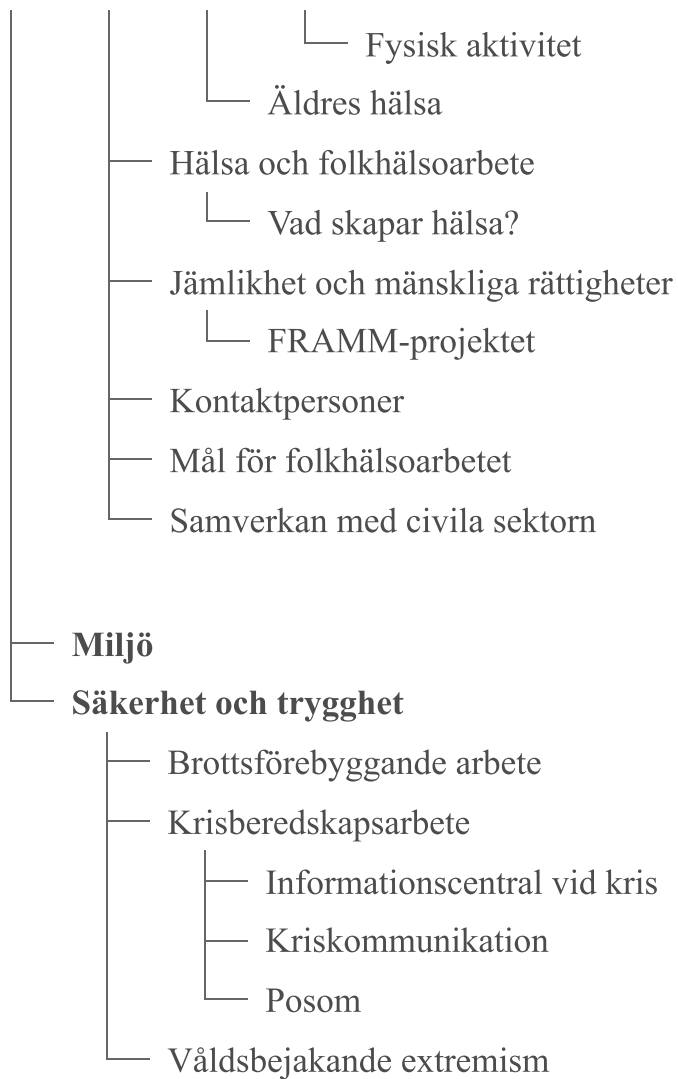 Fysisk aktivitet
Äldres hälsa
Hälsa och folkhälsoarbete
Vad skapar hälsa?
Jämlikhet och mänskliga rättigheter
FRAMM-projektet
Kontaktpersoner
Mål för folkhälsoarbetet
Samverkan med civila sektorn
Miljö
Säkerhet och trygghet
Brottsförebyggande arbete
Krisberedskapsarbete
Informationscentral vid kris
Kriskommunikation
Posom
Våldsbejakande extremism